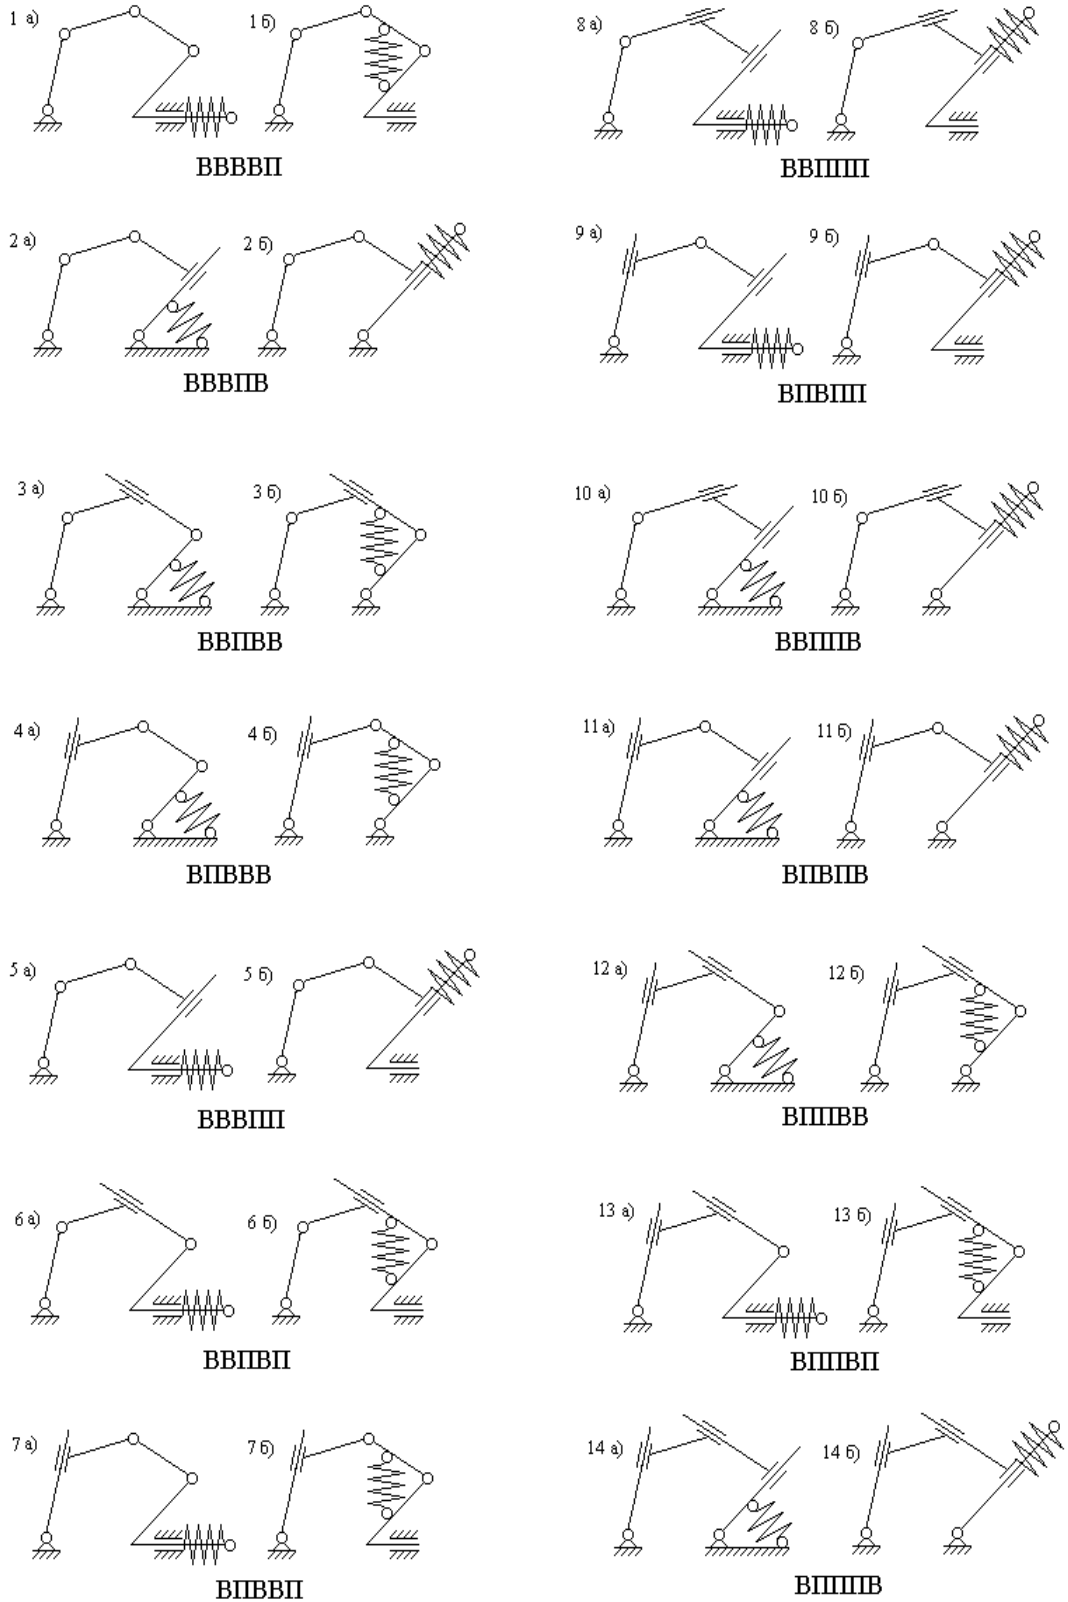 1 а) 1 б)
ВВВВП
2 а) 2 б)
ВВВПВ
3 а) 3 б)
ВВПВВ
4 а) 4 б)
ВПВВВ
5 а) 5 б)
ВВВПП
6 а) 6 б)
ВВПВП
7 а) 7 б)
ВПВВП
8 а) 8 б)
ВВППП
9 а) 9 б)
ВПВПП
10 а) 10 б)
ВВППВ
11 а) 11 б)
ВПВПВ
12 а) 12 б)
ВППВВ
13 а) 13 б)
ВППВП
14 а) 14 б)
ВПППВ